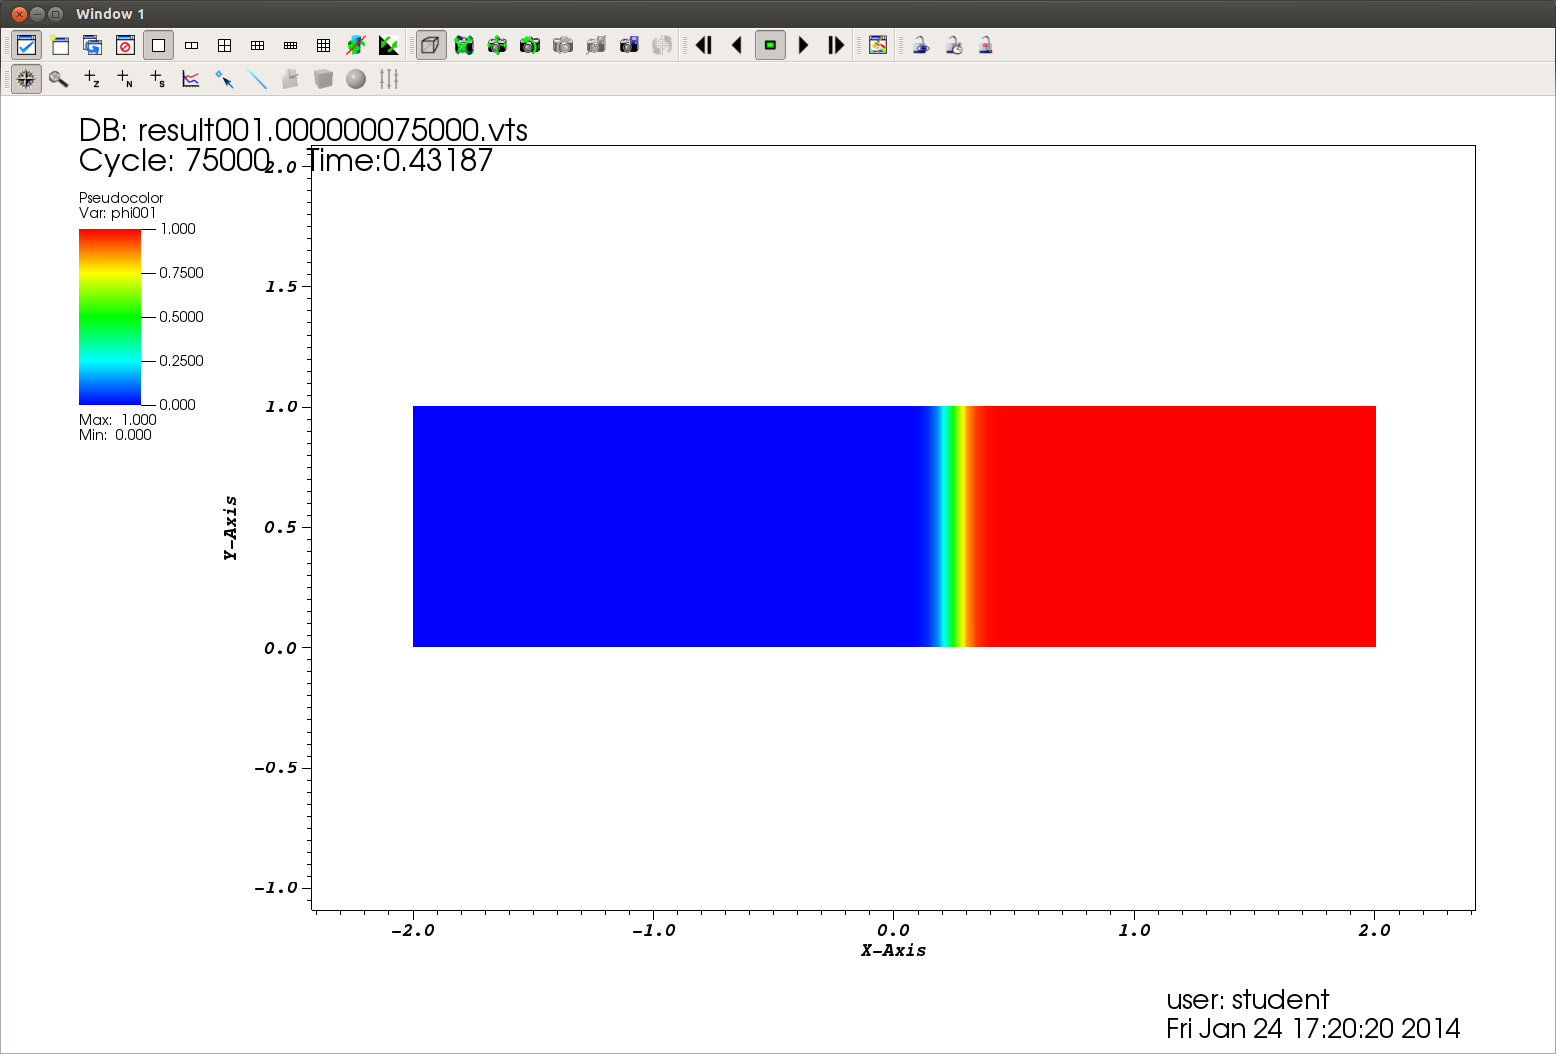 Window 1
DB: result001.000000075000.vts
Cycle: 75000 Time:0.43187
Pseudocolor
Var: phi001
1.000
0.7500
0.5000
0.2500
0.000
Max: 1.000
Min: 0.000
2.0
1.5
1.0
0.5
0.0
-0.5
-1.0
Y-Axis
-2.0 -1.0 0.0 1.0 2.0
X-Axis
user: student
Fri Jan 24 17:20:20 2014